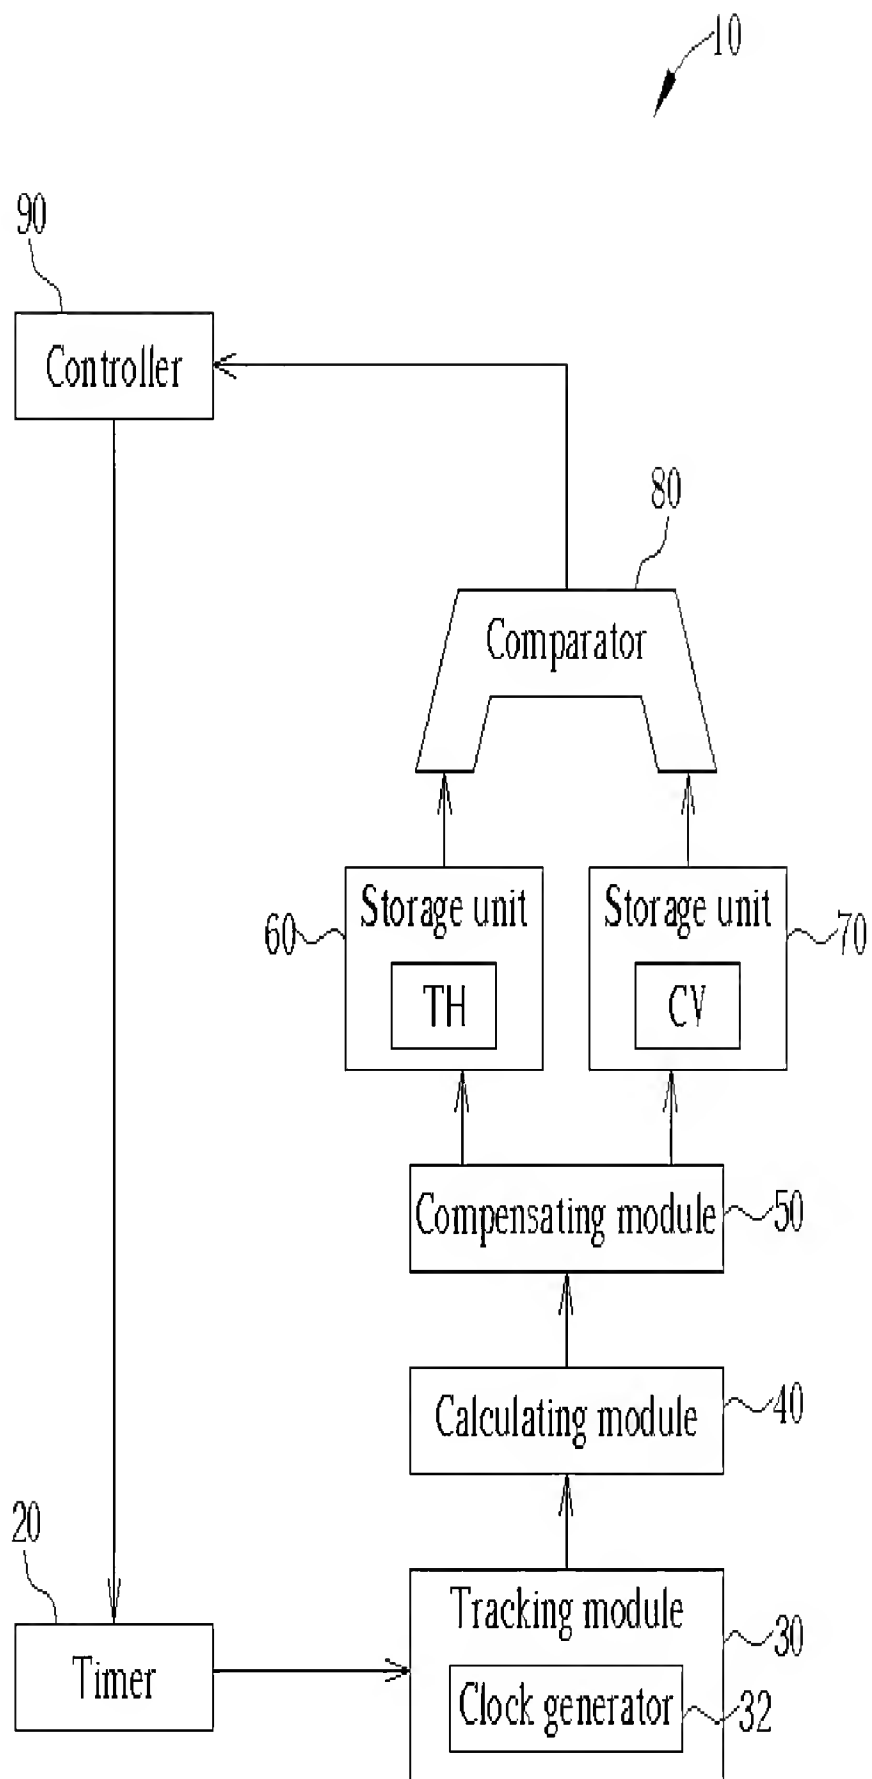 10
90
Controller
80
Comparator
Storage unit
Storage unit
60
70
TH
CV
Compensating module
50
Calculating module
40
20
Tracking module
30
Timer
Clock generator
32